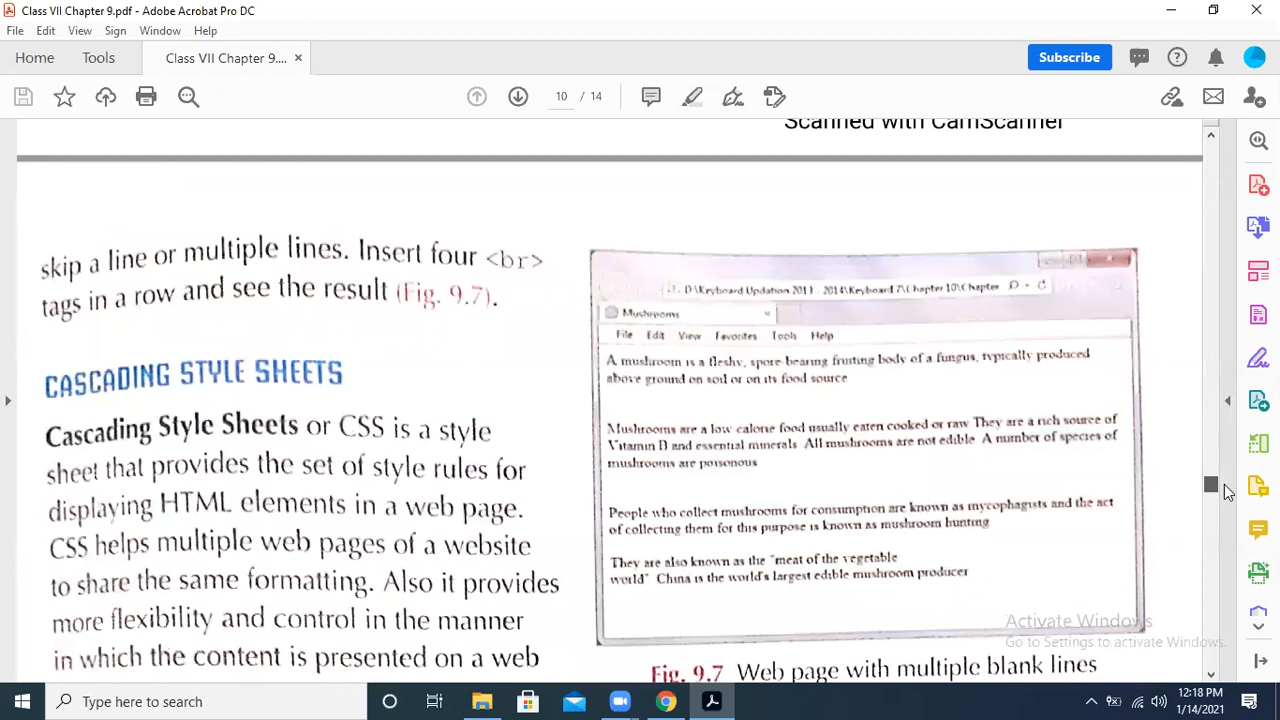 Class VII Chapter 9.pdf - Adobe Acrobat Pro DC
File Edit View Sign Window Help
Home Tools Class VII Chapter 9.... × Subscribe
10 / 14
Scanned with CamScanner
skip a line or multiple lines. Insert four <br>
tags in a row and see the result (Fig. 9.7).
CASCADING STYLE SHEETS
Cascading Style Sheets or CSS is a style
sheet that provides the set of style rules for
displaying HTML elements in a web page.
CSS helps multiple web pages of a website
to share the same formatting. Also it provides
more flexibility and control in the manner
in which the content is presented on a web
D:\Keyboard Updation 2013 - 2014\Keyboard 7\Chapter 10\Chapter
Mushrooms
File Edit View Favorites Tools Help
A mushroom is a fleshy, spore-bearing fruiting body of a fungus, typically produced
above ground on soil or on its food source
Mushrooms are a low calorie food usually eaten cooked or raw They are a rich source of
Vitamin D and essential minerals All mushrooms are not edible A number of species of
mushrooms are poisonous
People who collect mushrooms for consumption are known as mycophagists and the act
of collecting them for this purpose is known as mushroom hunting
They are also known as the "meat of the vegetable
world" China is the world's largest edible mushroom producer
Fig. 9.7 Web page with multiple blank lines
Activate Windows
Go to Settings to activate Windows.
Type here to search
12:18 PM
1/14/2021